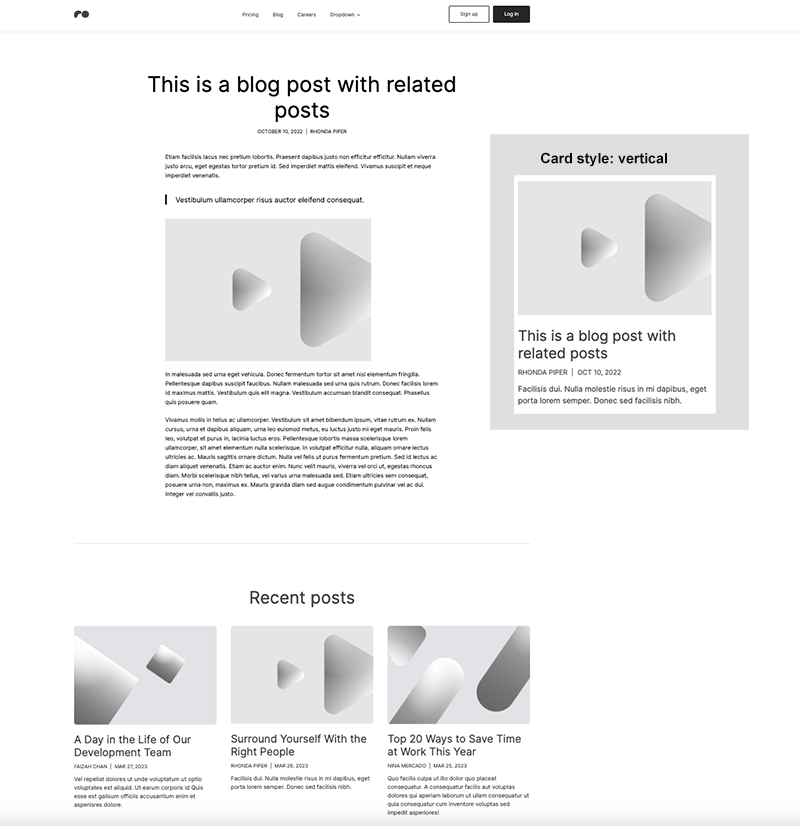 Pricing Blog Careers Dropdown Sign up Log in
This is a blog post with related
posts
OCTOBER 10, 2022 | RHONDA PIPER
Etiam facilisis lacus nec pretium lobortis. Praesent dapibus justo non efficitur efficitur. Nullam viverra
justo arcu, eget egestas tortor pretium id. Sed imperdiet mattis eleifend. Vivamus suscipit et neque
imperdiet venenatis.
Vestibulum ullamcorper risus auctor eleifend consequat.
In malesuada sed urna eget vehicula. Donec fermentum tortor sit amet nisl elementum fringilla.
Pellentesque dapibus suscipit faucibus. Nullam malesuada sed urna quis rutrum. Donec facilisis lorem
id maximus mattis. Vestibulum quis elit magna. Vestibulum accumsan blandit consequat. Phasellus
quis posuere quam.
Vivamus mollis in tellus ac ullamcorper. Vestibulum sit amet bibendum ipsum, vitae rutrum ex. Nullam
cursus, urna et dapibus aliquam, urna leo euismod metus, eu luctus justo mi eget mauris. Proin felis
leo, volutpat et purus in, lacinia luctus eros. Pellentesque lobortis massa scelerisque lorem
ullamcorper, sit amet elementum nulla scelerisque. In volutpat efficitur nulla, aliquam ornare lectus
ultricies ac. Mauris sagittis ornare dictum. Nulla vel felis ut purus fermentum pretium. Sed id lectus ac
diam aliquet venenatis. Etiam ac auctor enim. Nunc velit mauris, viverra vel orci ut, egestas rhoncus
diam. Morbi scelerisque nibh tellus, vel varius urna malesuada sed. Etiam ultricies sem consequat,
posuere urna non, maximus ex. Mauris gravida diam sed augue condimentum pulvinar vel ac dui.
Integer vel convallis justo.
Card style: vertical
This is a blog post with
related posts
RHONDA PIPER | OCT 10, 2022
Facilisis dui. Nulla molestie risus in mi dapibus, eget
porta lorem semper. Donec sed facilisis nibh.
Recent posts
A Day in the Life of Our
Development Team
FAIZAH CHAN | MAR 27, 2023
Vel repellat dolores ut unde voluptatum ut optio
voluptates est aliquid. Ut earum corporis id Quis
esse est galisum officiis accusantium enim et
asperiores dolore.
Surround Yourself With the
Right People
RHONDA PIPER | MAR 26, 2023
Facilisis dui. Nulla molestie risus in mi dapibus, eget
porta lorem semper. Donec sed facilisis nibh.
Top 20 Ways to Save Time
at Work This Year
NINA MERCADO | MAR 25, 2023
Quo facilis culpa ut illo dolor quo placeat
consequatur. A consequatur facilis aut voluptas
dolores qui aperiam laborum ut ullam consequatur ut
quia consequatur cum inventore voluptas sed
impedit asperiores!